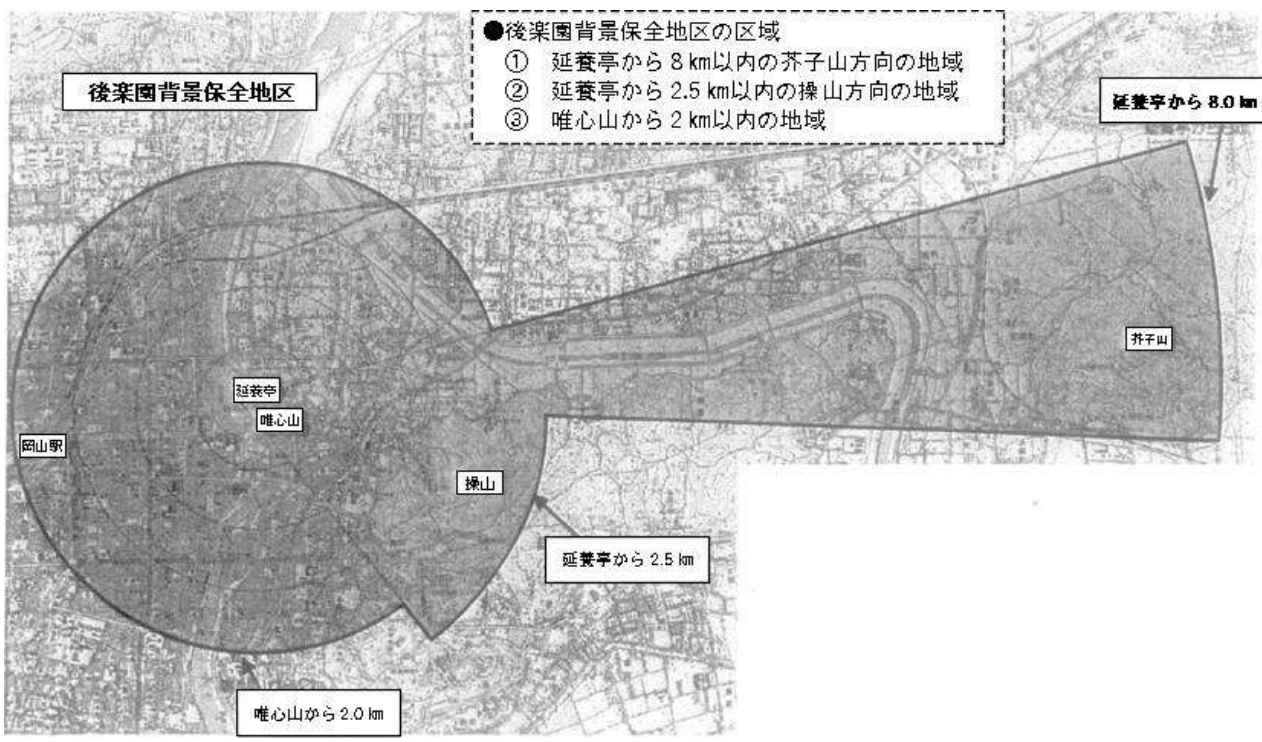 ●後楽園背景保全地区の区域
① 延養亭から8km以内の芥子山方向の地域
② 延養亭から2.5km以内の操山方向の地域
③ 唯心山から2km以内の地域
後楽園背景保全地区
延養亭から8.0km
芥子山
延養亭
唯心山
岡山駅
操山
延養亭から2.5km
唯心山から2.0km